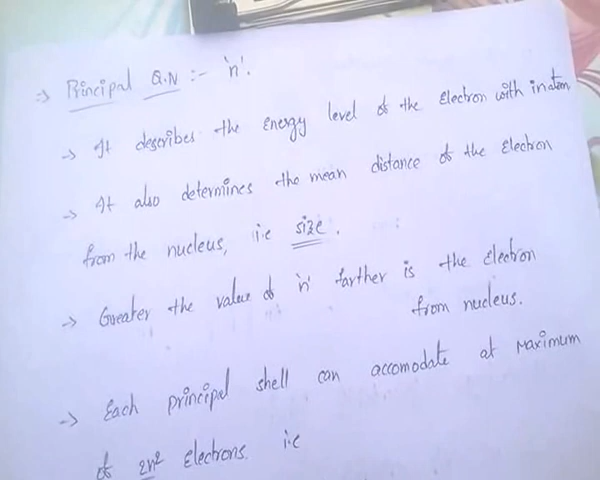 ⇒ Principal Q.N :- 'n'.
→ It describes the energy level of the electron with in atom
→ It also determines the mean distance of the electron
from the nucleus, i.e size.
→ Greater the value of 'n' farther is the electron
from nucleus.
→ Each principal shell can accomodate at maximum
of 2n² electrons. i.e